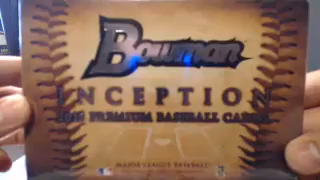 Bowman
INCEPTION
PREMIUM BASEBALL CARDS
MAJOR LEAGUE BASEBALL